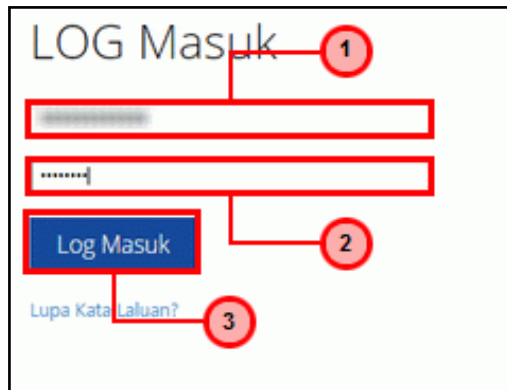 LOG Masuk
1
••••••••
2
Log Masuk
Lupa Kata Laluan?
3